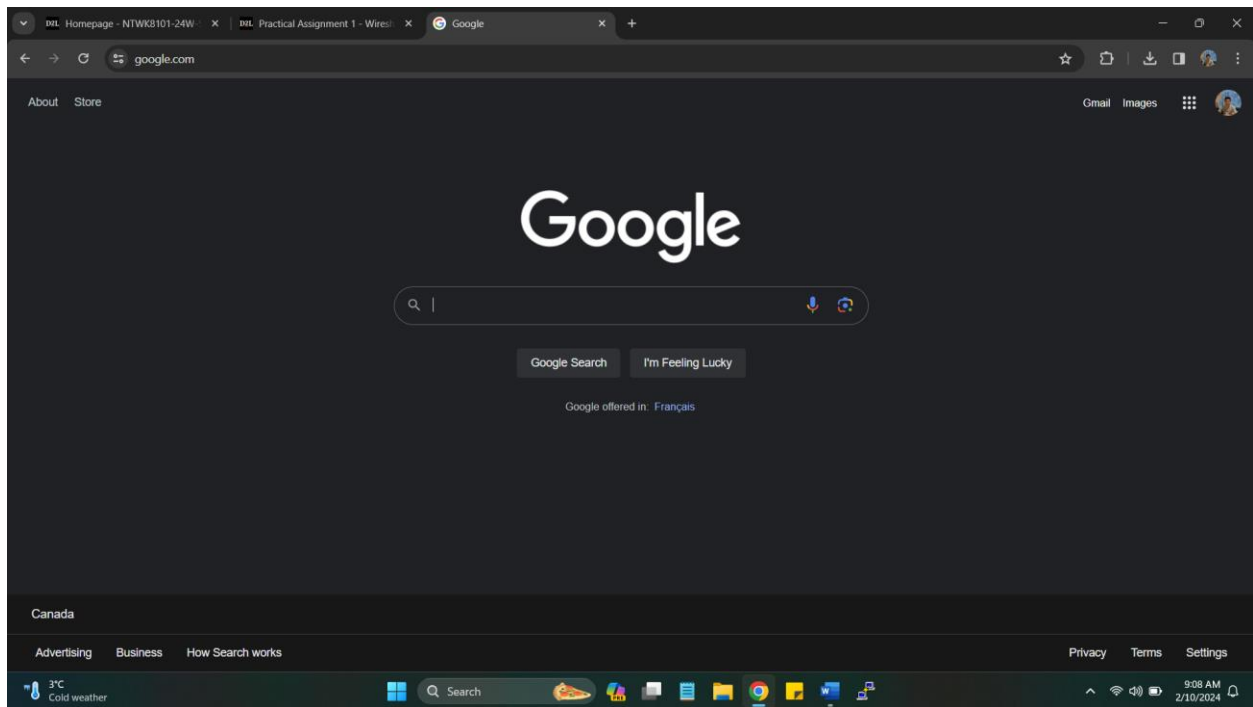 Homepage - NTWK8101-24W-
Practical Assignment 1 - Wiresh
Google
google.com
About Store
Gmail Images
Google
Google Search I'm Feeling Lucky
Google offered in: Français
Canada
Advertising Business How Search works
Privacy Terms Settings
3°C
Cold weather
Search
9:08 AM
2/10/2024